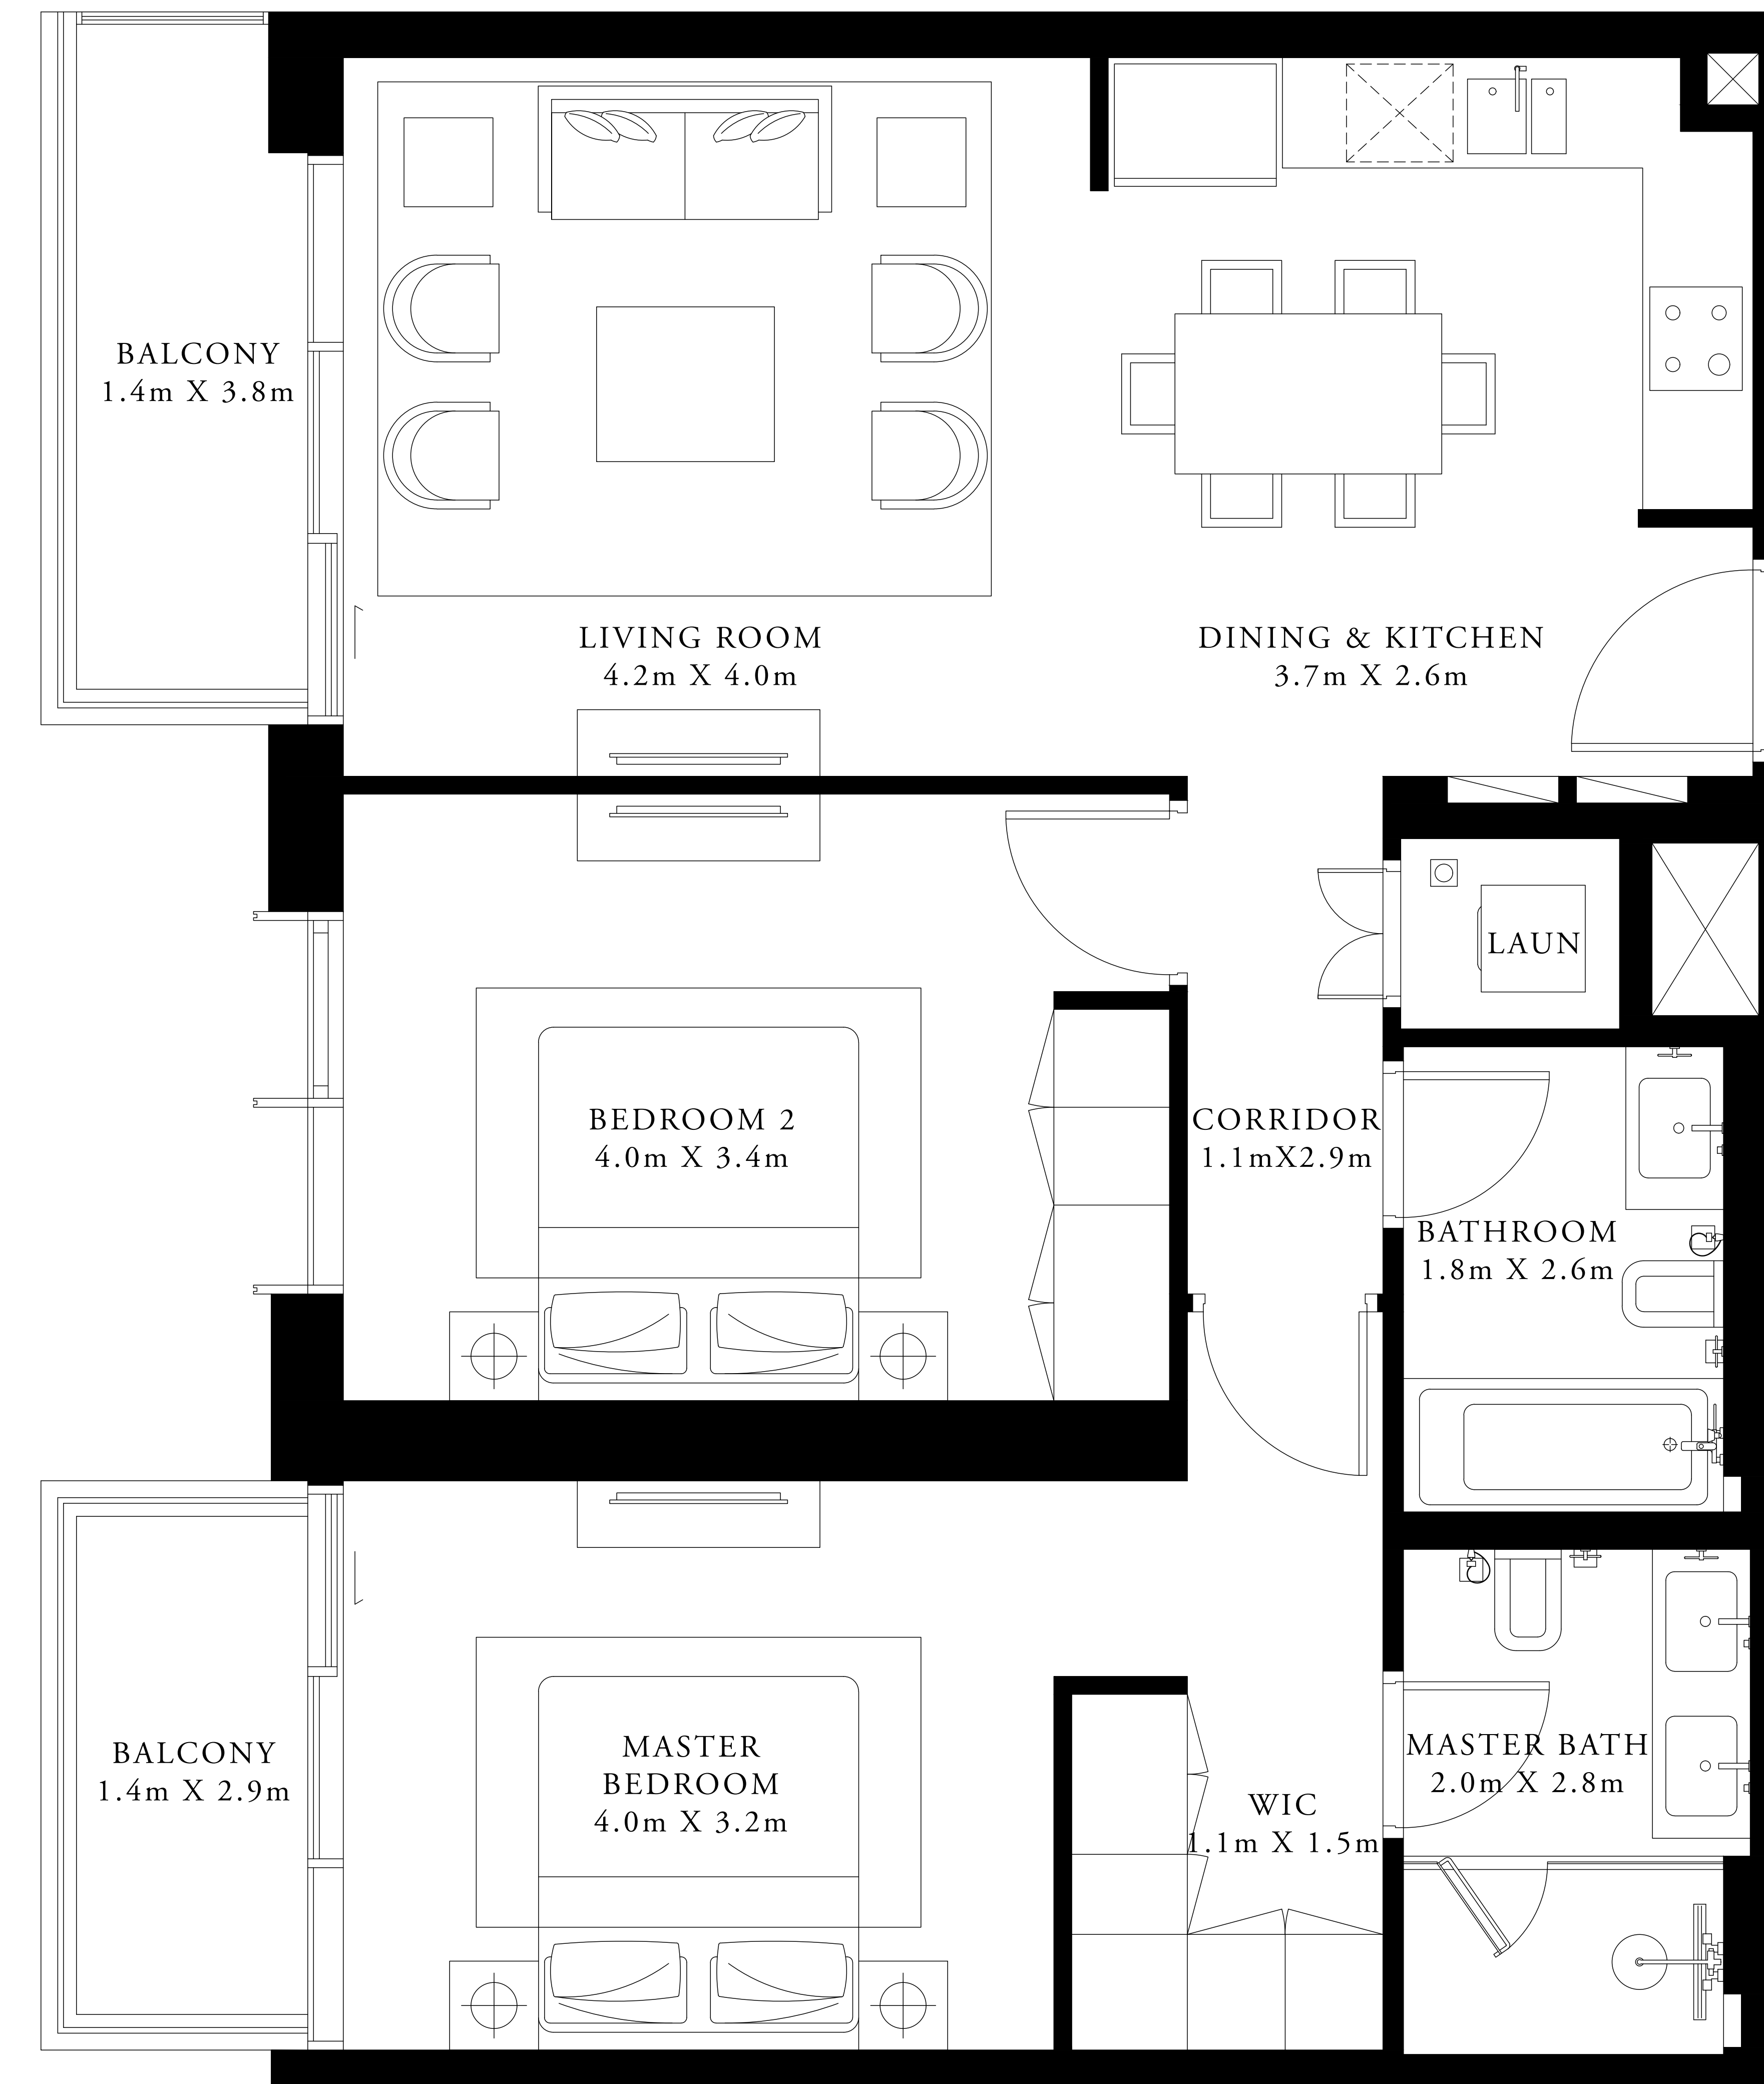 BALCONY
1.4m X 3.8m
LIVING ROOM
4.2m X 4.0m
DINING & KITCHEN
3.7m X 2.6m
LAUN
BEDROOM 2
4.0m X 3.4m
CORRIDOR
1.1mX2.9m
BATHROOM
1.8m X 2.6m
BALCONY
1.4m X 2.9m
MASTER
BEDROOM
4.0m X 3.2m
WIC
1.1m X 1.5m
MASTER BATH
2.0m X 2.8m